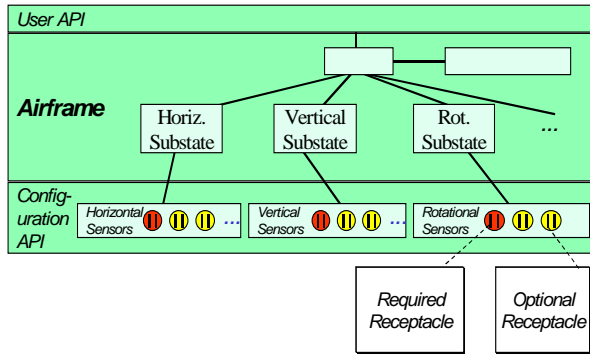 User API
Airframe
Horiz.
Substate
Vertical
Substate
Rot.
Substate
...
Config-
uration
API
Horizontal
Sensors
...
Vertical
Sensors
...
Rotational
Sensors
Required
Receptacle
Optional
Receptacle